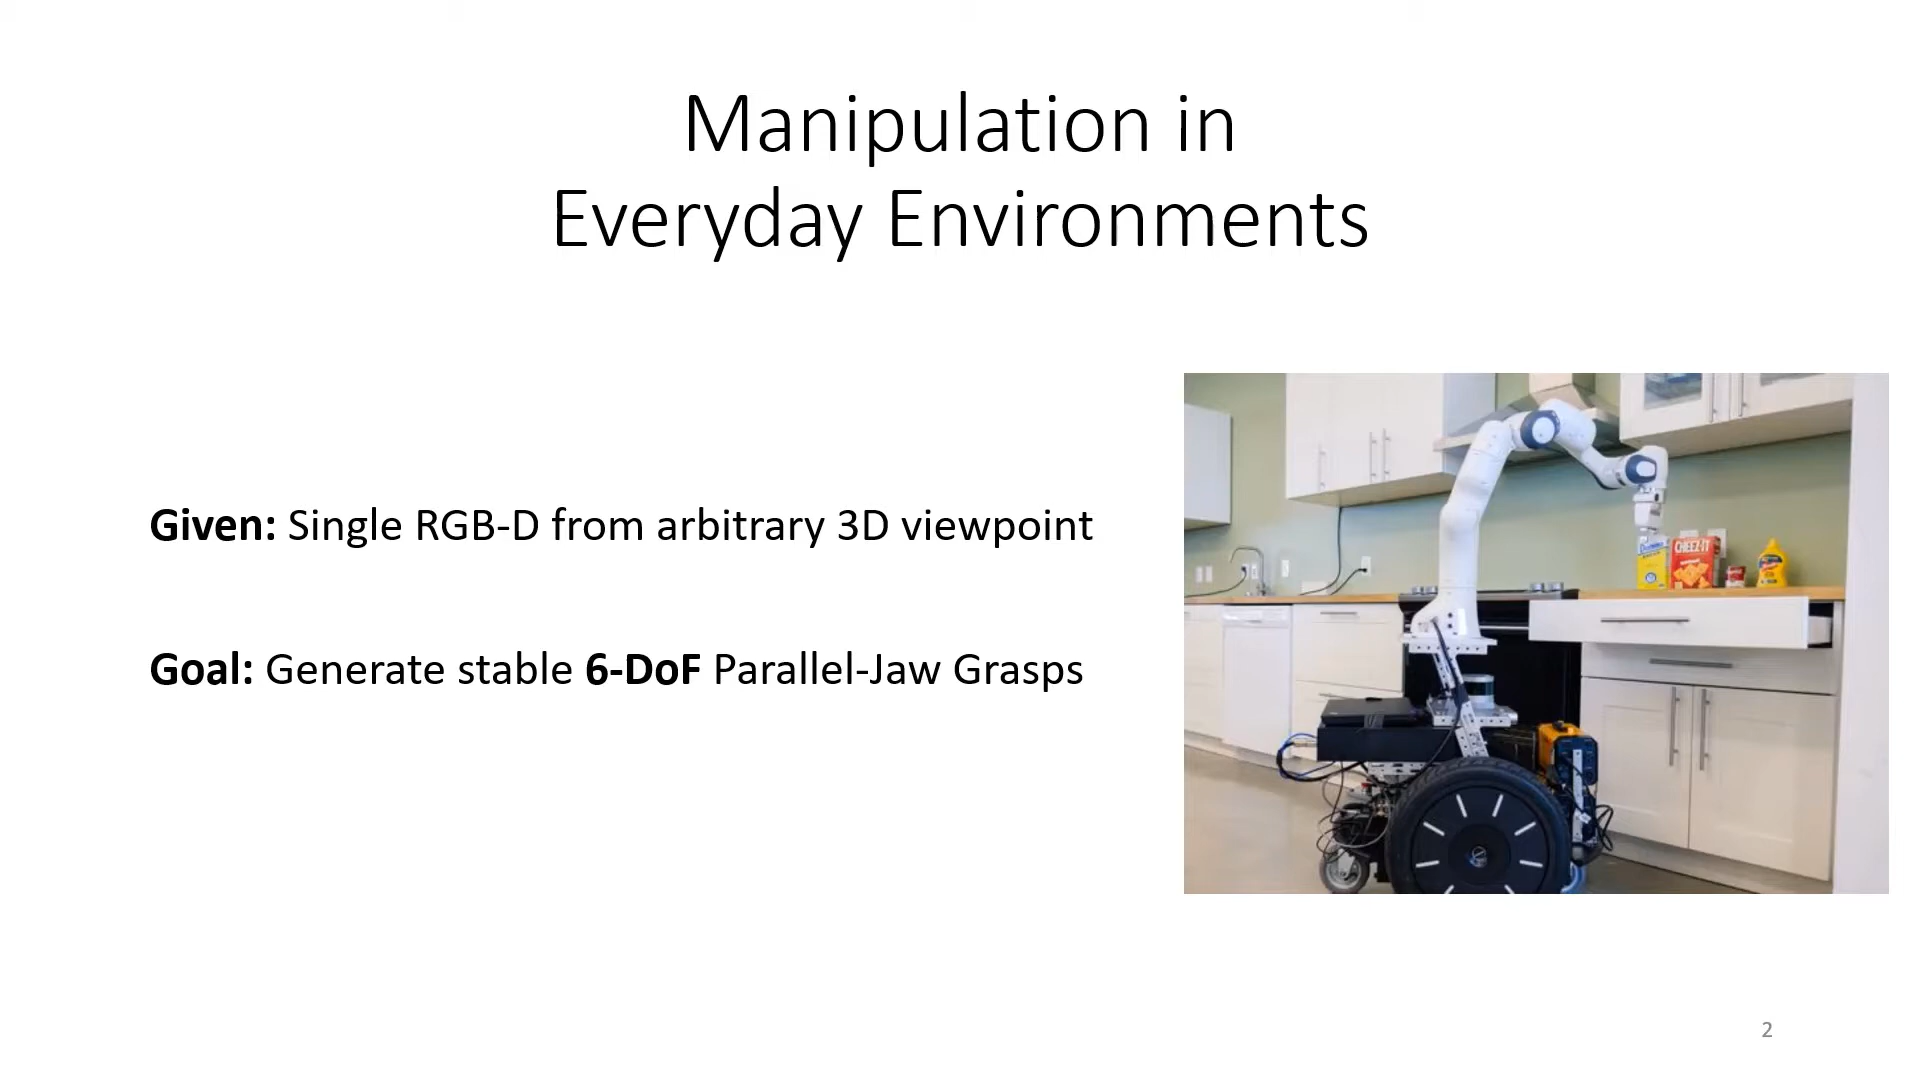 Manipulation in
Everyday Environments
Given: Single RGB-D from arbitrary 3D viewpoint
Goal: Generate stable 6-DoF Parallel-Jaw Grasps
CHEEZ-IT
2